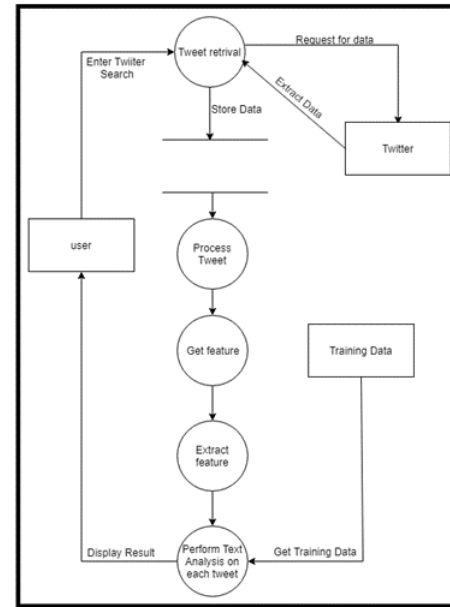 Tweet retrival
Request for data
Enter Twiiter
Search
Extract Data
Store Data
Twitter
user
Process
Tweet
Get feature
Training Data
Extract
feature
Perform Text
Analysis on
each tweet
Display Result
Get Training Data